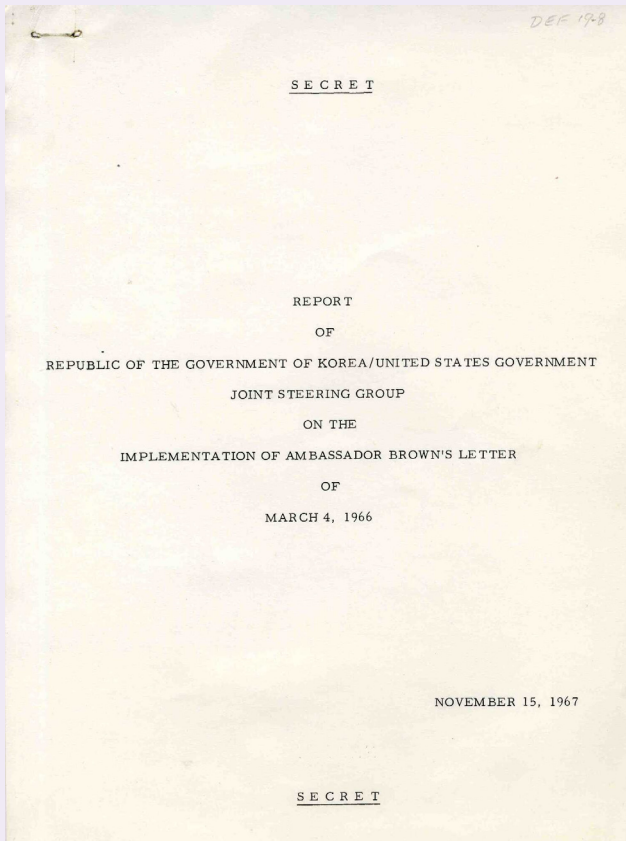 DEF 19-8
SECRET
REPORT
OF
REPUBLIC OF THE GOVERNMENT OF KOREA/UNITED STATES GOVERNMENT
JOINT STEERING GROUP
ON THE
IMPLEMENTATION OF AMBASSADOR BROWN'S LETTER
OF
MARCH 4, 1966
NOVEMBER 15, 1967
SECRET